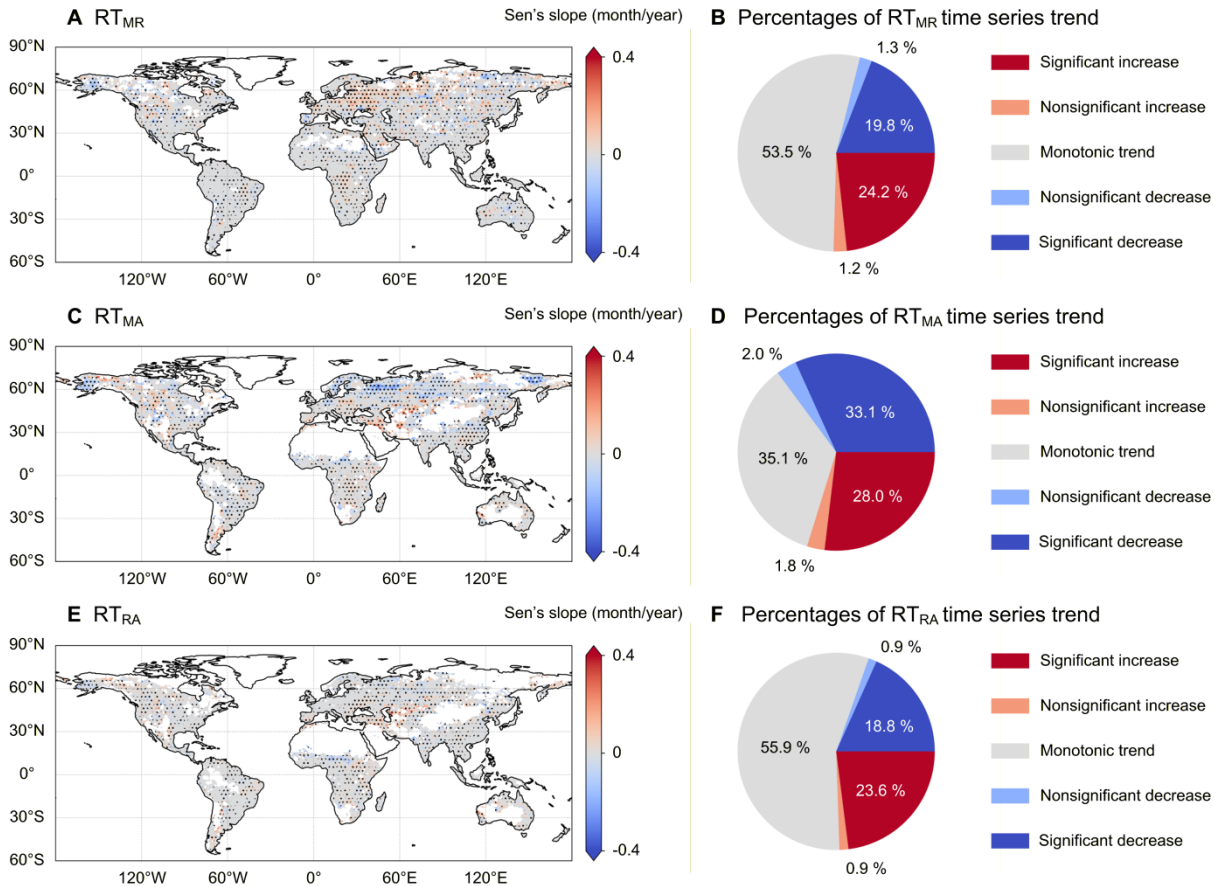 A RT_MR
Sen's slope (month/year)
90°N
60°N
30°N
0°
30°S
60°S
120°W 60°W 0° 60°E 120°E
0.4
0
-0.4
B Percentages of RT_MR time series trend
1.3 %
19.8 %
53.5 %
24.2 %
1.2 %
Significant increase
Nonsignificant increase
Monotonic trend
Nonsignificant decrease
Significant decrease
C RT_MA
Sen's slope (month/year)
90°N
60°N
30°N
0°
30°S
60°S
120°W 60°W 0° 60°E 120°E
0.4
0
-0.4
D Percentages of RT_MA time series trend
2.0 %
33.1 %
35.1 %
28.0 %
1.8 %
Significant increase
Nonsignificant increase
Monotonic trend
Nonsignificant decrease
Significant decrease
E RT_RA
Sen's slope (month/year)
90°N
60°N
30°N
0°
30°S
60°S
120°W 60°W 0° 60°E 120°E
0.4
0
-0.4
F Percentages of RT_RA time series trend
0.9 %
18.8 %
55.9 %
23.6 %
0.9 %
Significant increase
Nonsignificant increase
Monotonic trend
Nonsignificant decrease
Significant decrease